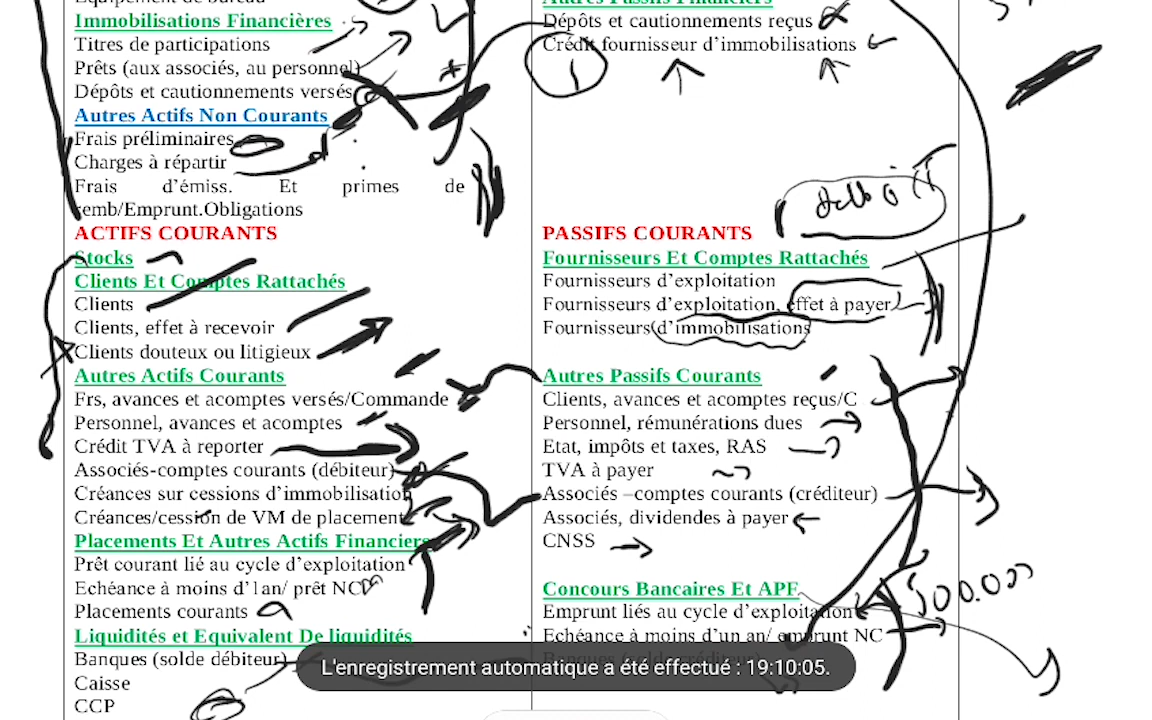 Equipement de bureau
Immobilisations Financières
Titres de participations
Prêts (aux associés, au personnel)
Dépôts et cautionnements versés
Autres Actifs Non Courants
Frais préliminaires
Charges à répartir
Frais d’émiss. Et primes de
remb/Emprunt.Obligations
ACTIFS COURANTS
Stocks
Clients Et Comptes Rattachés
Clients
Clients, effet à recevoir
Clients douteux ou litigieux
Autres Actifs Courants
Frs, avances et acomptes versés/Commande
Personnel, avances et acomptes
Crédit TVA à reporter
Associés-comptes courants (débiteur)
Créances sur cessions d’immobilisation
Créances/cession de VM de placement
Placements Et Autres Actifs Financiers
Prêt courant lié au cycle d’exploitation
Echéance à moins d’1an/ prêt NC
Placements courants
Liquidités et Equivalent De liquidités
Banques (solde débiteur)
Caisse
CCP
Autres Passifs Financiers
Dépôts et cautionnements reçus
Crédit fournisseur d’immobilisations
PASSIFS COURANTS
Fournisseurs Et Comptes Rattachés
Fournisseurs d’exploitation
Fournisseurs d’exploitation, effet à payer
Fournisseurs d’immobilisations
Autres Passifs Courants
Clients, avances et acomptes reçus/C
Personnel, rémunérations dues
Etat, impôts et taxes, RAS
TVA à payer
Associés –comptes courants (créditeur)
Associés, dividendes à payer
CNSS
Concours Bancaires Et APF
500.000
Emprunt liés au cycle d’exploitation
Echéance à moins d’un an/ emprunt NC
Banques (solde créditeur)
L'enregistrement automatique a été effectué : 19:10:05.